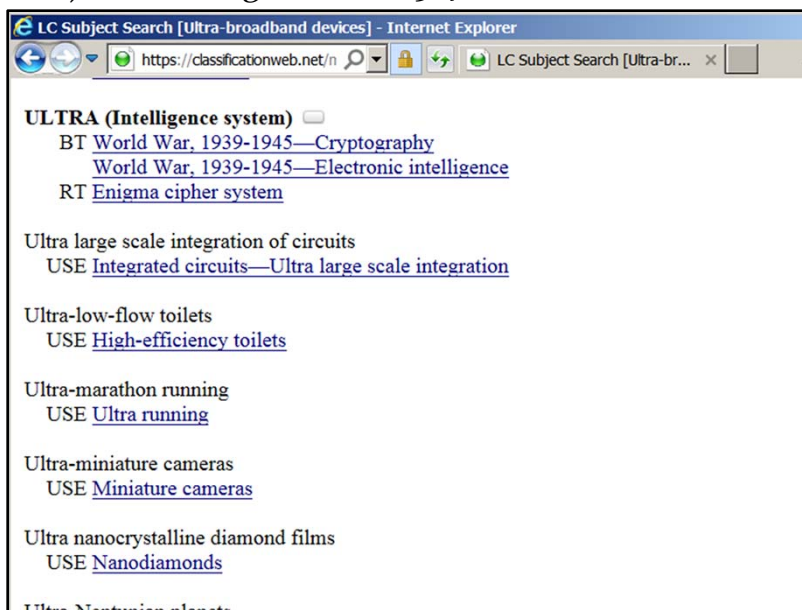 LC Subject Search [Ultra-broadband devices] - Internet Explorer
https://classificationweb.net/n
LC Subject Search [Ultra-br...
ULTRA (Intelligence system)
BT World War, 1939-1945—Cryptography
World War, 1939-1945—Electronic intelligence
RT Enigma cipher system
Ultra large scale integration of circuits
USE Integrated circuits—Ultra large scale integration
Ultra-low-flow toilets
USE High-efficiency toilets
Ultra-marathon running
USE Ultra running
Ultra-miniature cameras
USE Miniature cameras
Ultra nanocrystalline diamond films
USE Nanodiamonds